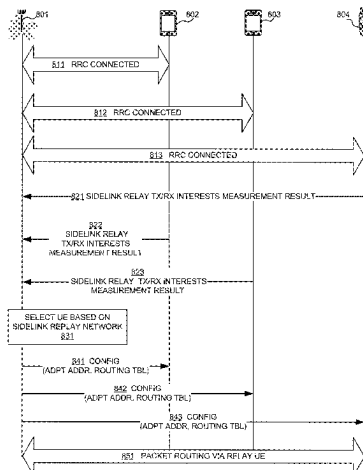 801
802
803
804
811 RRC CONNECTED
812 RRC CONNECTED
813 RRC CONNECTED
821 SIDELINK RELAY TX/RX INTERESTS MEASUREMENT RESULT
822
SIDELINK RELAY
TX/RX INTERESTS
MEASUREMENT RESULT
823
SIDELINK RELAY TX/RX INTERESTS
MEASUREMENT RESULT
SELECT UE BASED ON
SIDELINK REPLAY NETWORK
831
841 CONFIG
(ADPT ADDR, ROUTING TBL)
842 CONFIG
(ADPT ADDR, ROUTING TBL)
843 CONFIG
(ADPT ADDR, ROUTING TBL)
851 PACKET ROUTING VIA RELAY UE